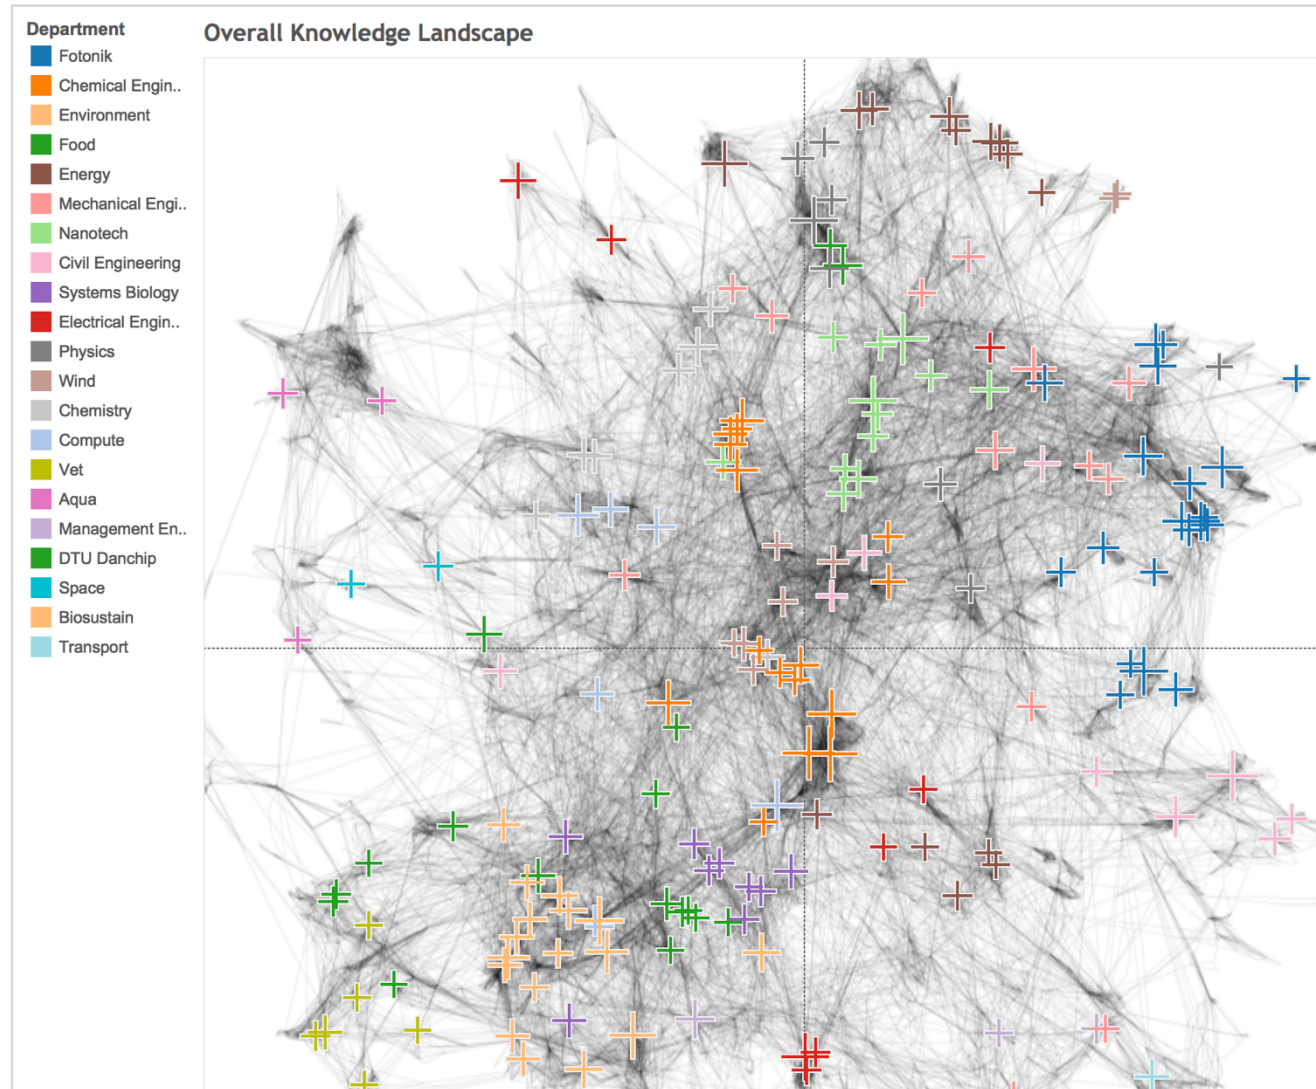 Department
Overall Knowledge Landscape
Fotonik
Chemical Engin..
Environment
Food
Energy
Mechanical Engi..
Nanotech
Civil Engineering
Systems Biology
Electrical Engin..
Physics
Wind
Chemistry
Compute
Vet
Aqua
Management En..
DTU Danchip
Space
Biosustain
Transport